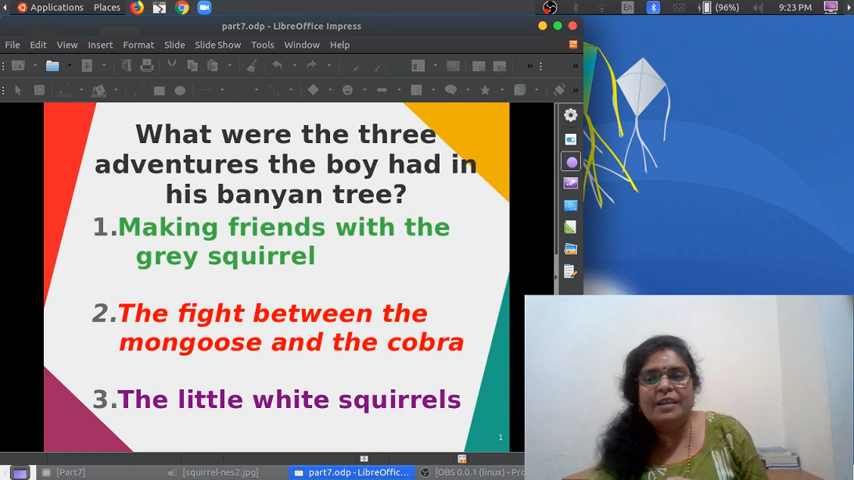 Applications Places En (96%) 9:23 PM
part7.odp - LibreOffice Impress
File Edit View Insert Format Slide Slide Show Tools Window Help
What were the three
adventures the boy had in
his banyan tree?
1.Making friends with the
grey squirrel
2.The fight between the
mongoose and the cobra
3.The little white squirrels
1
[Part7] [squirrel-nes2.jpg] part7.odp - LibreOffice Impre... [OBS 0.0.1 (linux) - Pro...